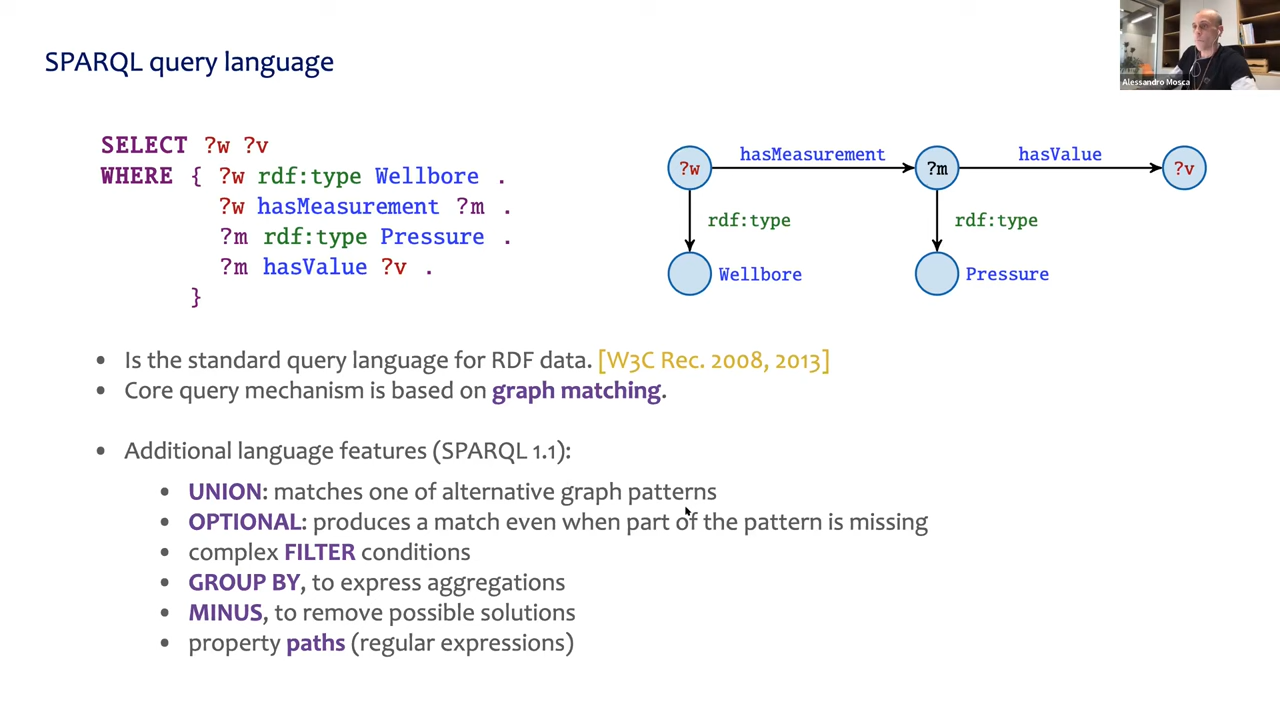 SPARQL query language
Alessandro Mosca
SELECT ?w ?v
WHERE { ?w rdf:type Wellbore .
?w hasMeasurement ?m .
?m rdf:type Pressure .
?m hasValue ?v .
}
?w hasMeasurement ?m hasValue ?v
rdf:type rdf:type
Wellbore Pressure
• Is the standard query language for RDF data. [W3C Rec. 2008, 2013]
• Core query mechanism is based on graph matching.
• Additional language features (SPARQL 1.1):
• UNION: matches one of alternative graph patterns
• OPTIONAL: produces a match even when part of the pattern is missing
• complex FILTER conditions
• GROUP BY, to express aggregations
• MINUS, to remove possible solutions
• property paths (regular expressions)